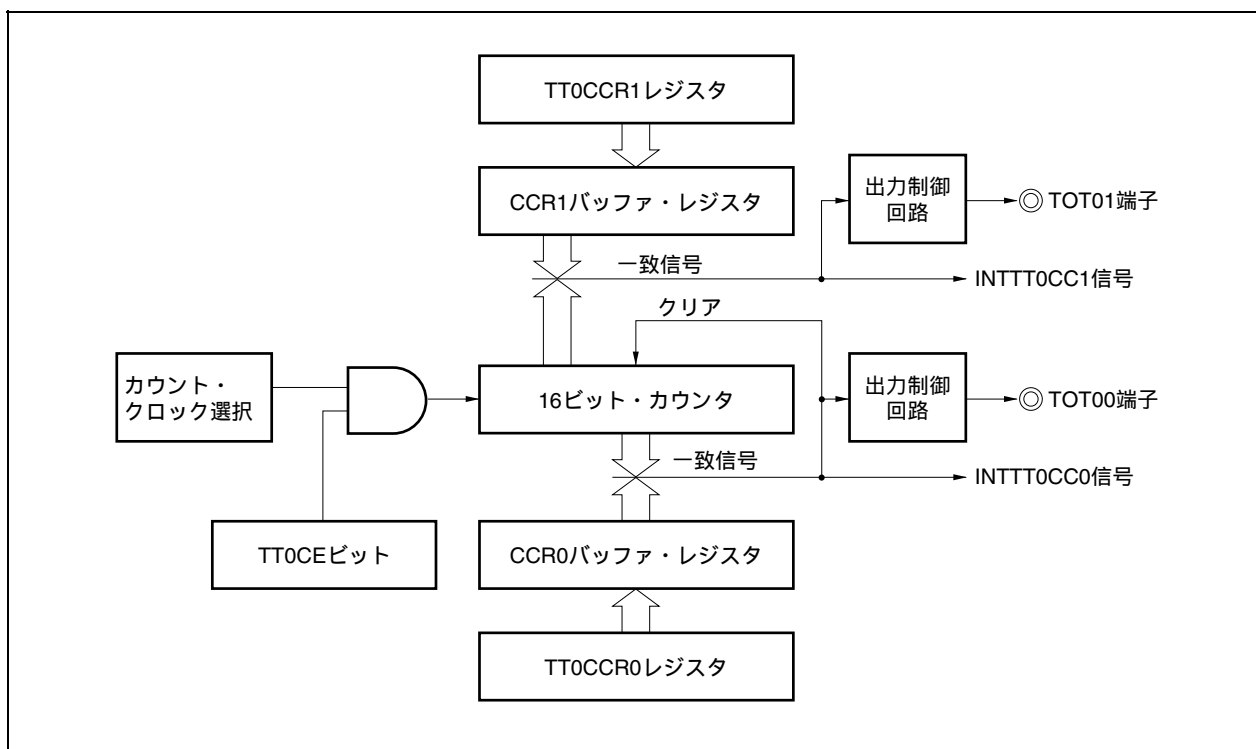 TT0CCR1レジスタ
CCR1バッファ・レジスタ
出力制御
回路
TOT01端子
一致信号
INTTT0CC1信号
クリア
カウント・
クロック選択
16ビット・カウンタ
出力制御
回路
TOT00端子
一致信号
INTTT0CC0信号
TT0CEビット
CCR0バッファ・レジスタ
TT0CCR0レジスタ